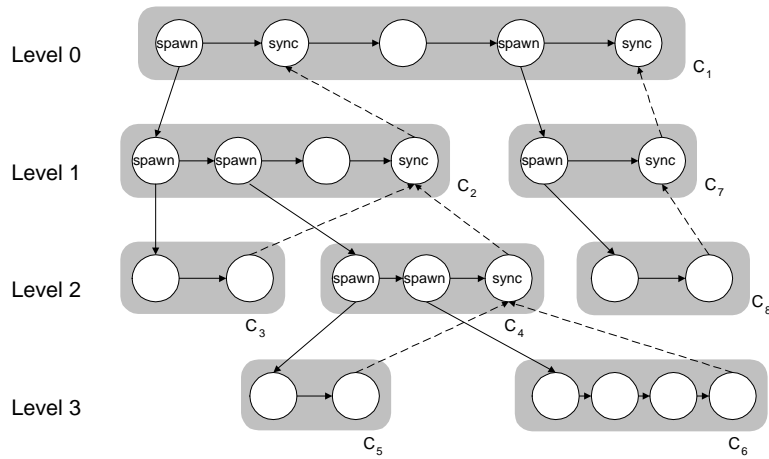 Level 0
spawn
sync
spawn
sync
C1
Level 1
spawn
spawn
sync
C2
spawn
sync
C7
Level 2
C3
spawn
spawn
sync
C4
C8
Level 3
C5
C6